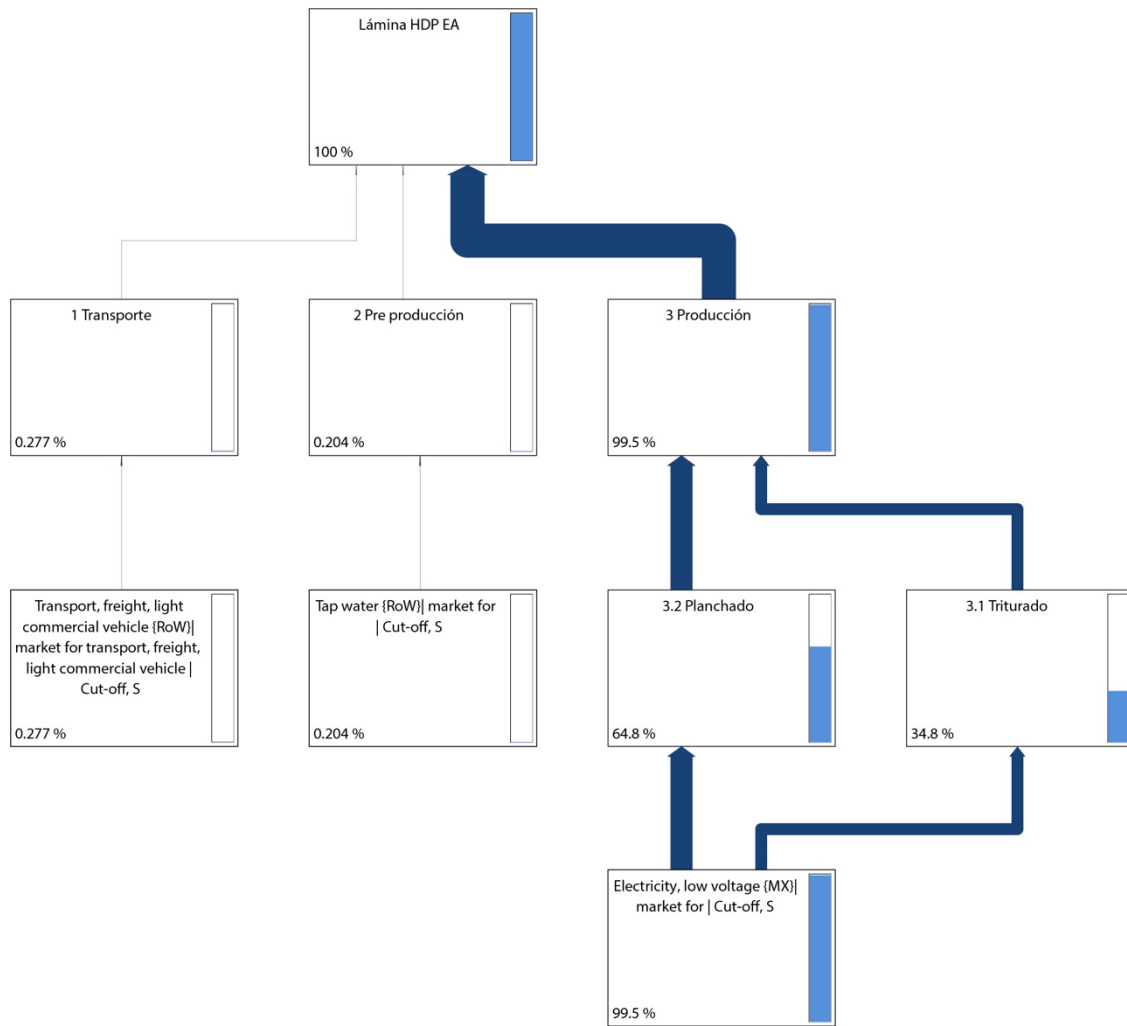 Lámina HDP EA
100 %
1 Transporte
0.277 %
2 Pre producción
0.204 %
3 Producción
99.5 %
Transport, freight, light
commercial vehicle {RoW}|
market for transport, freight,
light commercial vehicle |
Cut-off, S
0.277 %
Tap water {RoW}| market for
| Cut-off, S
0.204 %
3.2 Planchado
64.8 %
3.1 Triturado
34.8 %
Electricity, low voltage {MX}|
market for | Cut-off, S
99.5 %